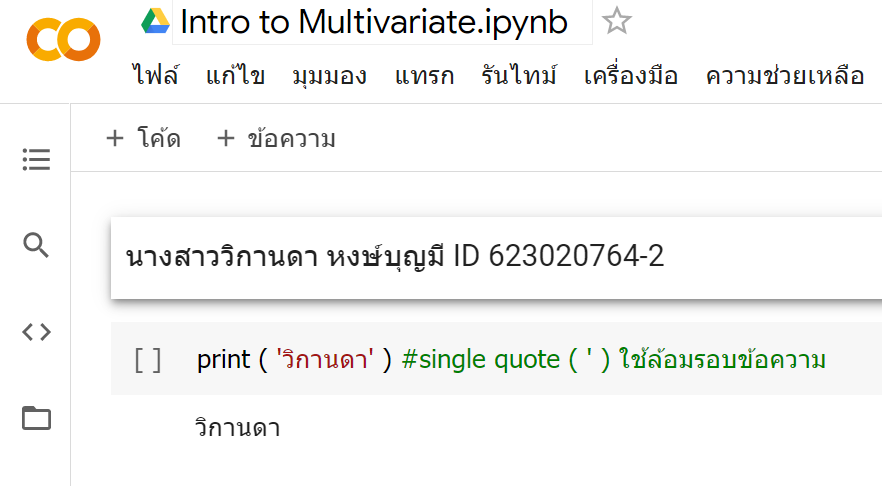 Intro to Multivariate.ipynb
ไฟล์ แก้ไข มุมมอง แทรก รันไทม์ เครื่องมือ ความช่วยเหลือ
+ โค้ด + ข้อความ
นางสาววิกานดา หงษ์บุญมี ID 623020764-2
[ ] print ( 'วิกานดา' ) #single quote ( ' ) ใช้ล้อมรอบข้อความ
วิกานดา